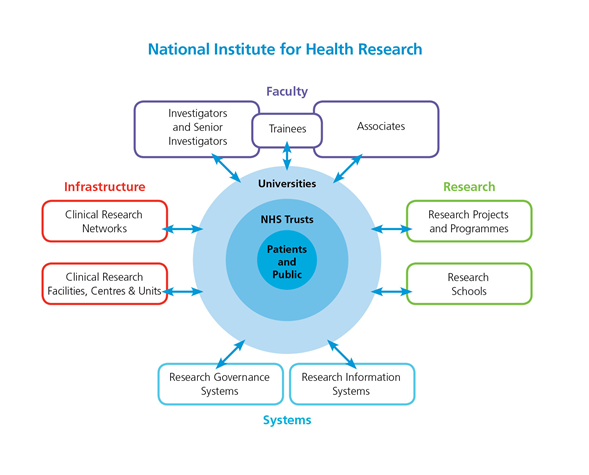 National Institute for Health Research
Faculty
Investigators
and Senior
Investigators
Trainees
Associates
Infrastructure
Clinical Research
Networks
Clinical Research
Facilities, Centres & Units
Universities
NHS Trusts
Patients
and
Public
Research
Research Projects
and Programmes
Research
Schools
Research Governance
Systems
Research Information
Systems
Systems